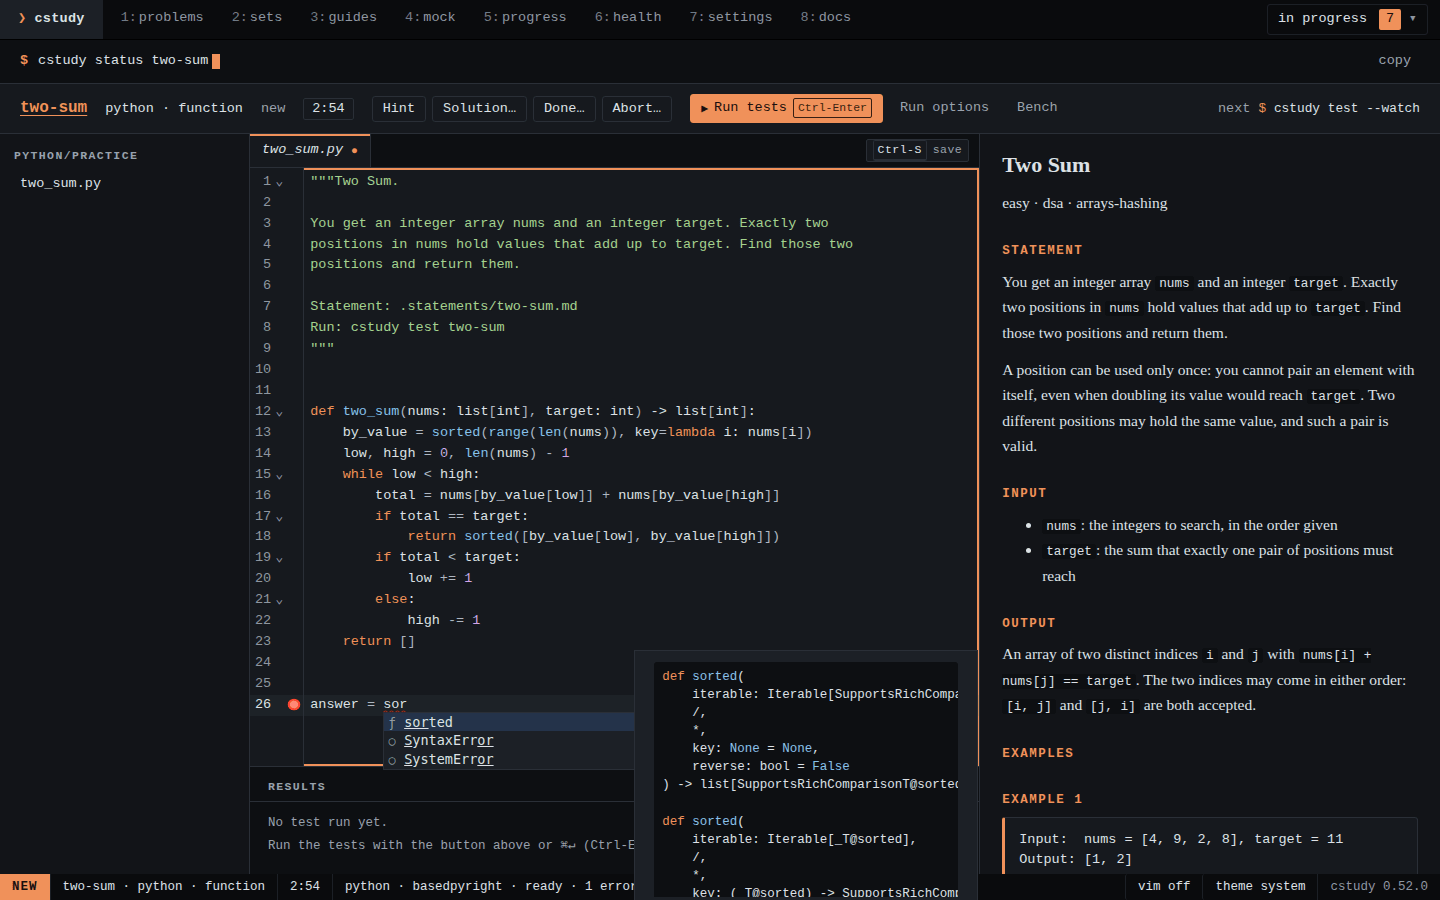 ❯ cstudy 1:problems 2:sets 3:guides 4:mock 5:progress 6:health 7:settings 8:docs in progress 7 ▾
$ cstudy status two-sum copy
two-sum python · function new 2:54 Hint Solution… Done… Abort… ▶ Run tests Ctrl-Enter Run options Bench next $ cstudy test --watch
PYTHON/PRACTICE
two_sum.py
two_sum.py ● Ctrl-S save
1 """Two Sum.
2
3 You get an integer array nums and an integer target. Exactly two
4 positions in nums hold values that add up to target. Find those two
5 positions and return them.
6
7 Statement: .statements/two-sum.md
8 Run: cstudy test two-sum
9 """
10
11
12 def two_sum(nums: list[int], target: int) -> list[int]:
13     by_value = sorted(range(len(nums)), key=lambda i: nums[i])
14     low, high = 0, len(nums) - 1
15     while low < high:
16         total = nums[by_value[low]] + nums[by_value[high]]
17         if total == target:
18             return sorted([by_value[low], by_value[high]])
19         if total < target:
20             low += 1
21         else:
22             high -= 1
23     return []
24
25
26 answer = sor
ƒ sorted
○ SyntaxError
○ SystemError
def sorted(
    iterable: Iterable[SupportsRichCompa
    /,
    *,
    key: None = None,
    reverse: bool = False
) -> list[SupportsRichComparisonT@sorted
def sorted(
    iterable: Iterable[_T@sorted],
    /,
    *,
    key: (_T@sorted) -> SupportsRichComp
RESULTS
No test run yet.
Run the tests with the button above or ⌘↵ (Ctrl-E
Two Sum
easy · dsa · arrays-hashing
STATEMENT
You get an integer array nums and an integer target. Exactly
two positions in nums hold values that add up to target. Find
those two positions and return them.
A position can be used only once: you cannot pair an element with
itself, even when doubling its value would reach target. Two
different positions may hold the same value, and such a pair is
valid.
INPUT
• nums: the integers to search, in the order given
• target: the sum that exactly one pair of positions must
reach
OUTPUT
An array of two distinct indices i and j with nums[i] +
nums[j] == target. The two indices may come in either order:
[i, j] and [j, i] are both accepted.
EXAMPLES
EXAMPLE 1
Input:  nums = [4, 9, 2, 8], target = 11
Output: [1, 2]
NEW two-sum · python · function 2:54 python · basedpyright · ready · 1 error vim off theme system cstudy 0.52.0